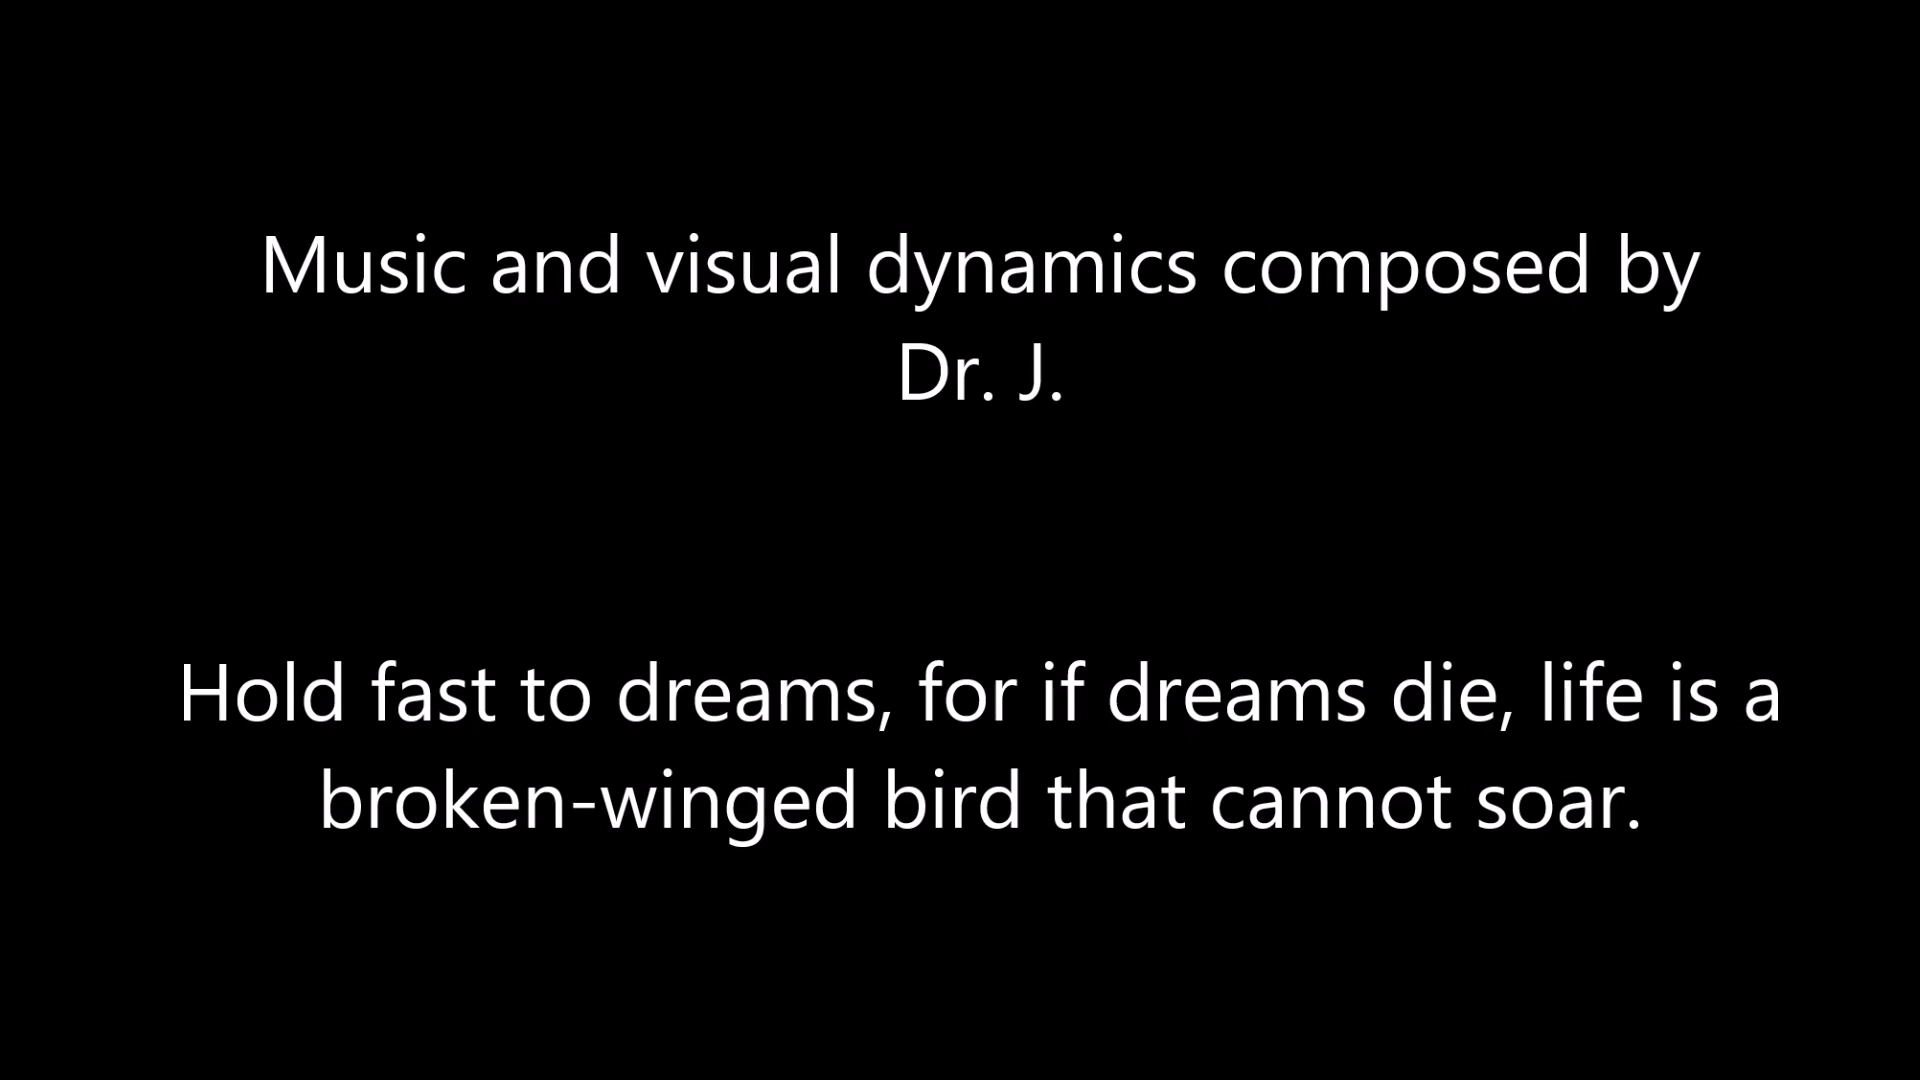 Music and visual dynamics composed by
Dr. J.
Hold fast to dreams, for if dreams die, life is a
broken-winged bird that cannot soar.